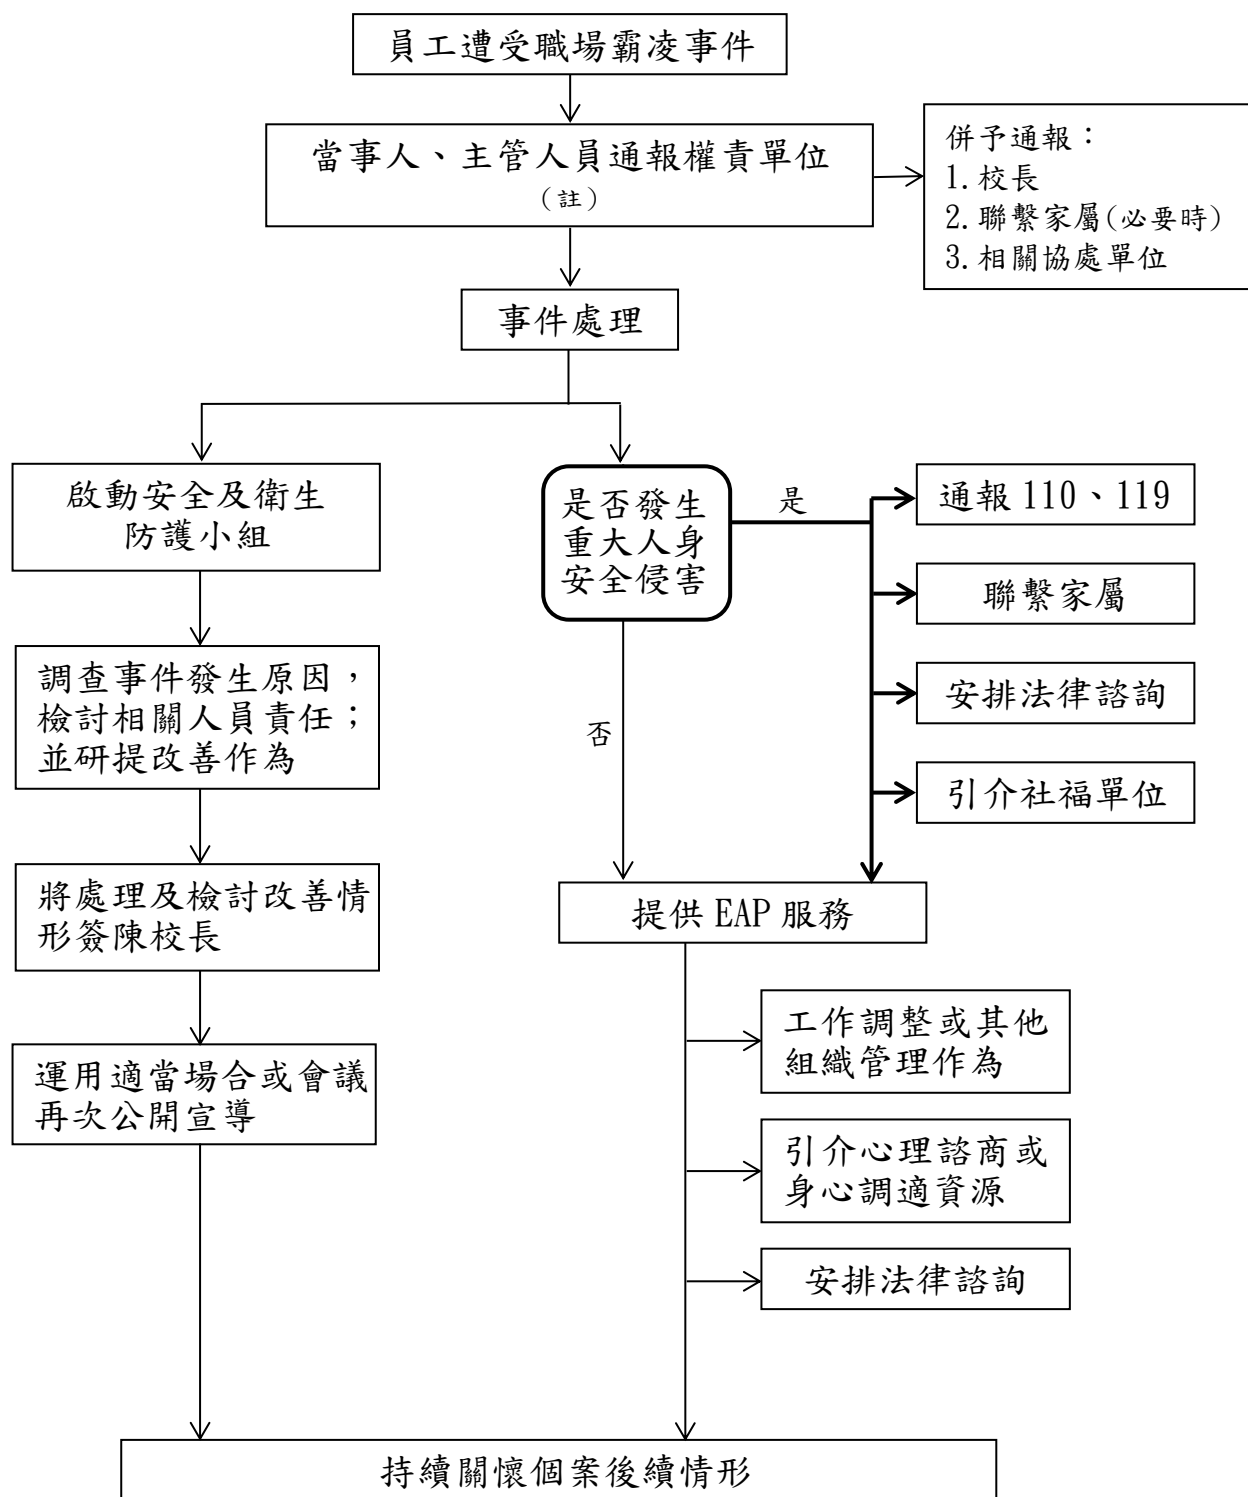 員工遭受職場霸凌事件
當事人、主管人員通報權責單位
(註)
併予通報：
1.校長
2.聯繫家屬(必要時)
3.相關協處單位
事件處理
啟動安全及衛生
防護小組
調查事件發生原因，
檢討相關人員責任；
並研提改善作為
將處理及檢討改善情
形簽陳校長
運用適當場合或會議
再次公開宣導
是否發生
重大人身
安全侵害
是
否
通報 110、119
聯繫家屬
安排法律諮詢
引介社福單位
提供 EAP 服務
工作調整或其他
組織管理作為
引介心理諮商或
身心調適資源
安排法律諮詢
持續關懷個案後續情形